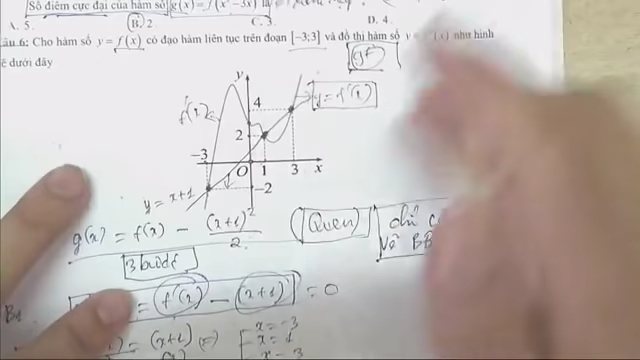 Số điểm cực đại của hàm số g(x) = f(x³ − 3x) là
A. 5. B. 2 C. 3. D. 4.
Câu 6: Cho hàm số y = f(x) có đạo hàm liên tục trên đoạn [−3;3] và đồ thị hàm số y (x) như hình
ẽ dưới đây
y
f'(x)
4
y = f'(x)
2
−3
O 1 3 x
−2
y = x+1
g(x) = f(x) − (x+1)²/2. (Quen)
3 bước
Vẽ BB
= f'(x) − (x+1) = 0
= (x+1) ⇔ x = −3
x = 1
x = 3